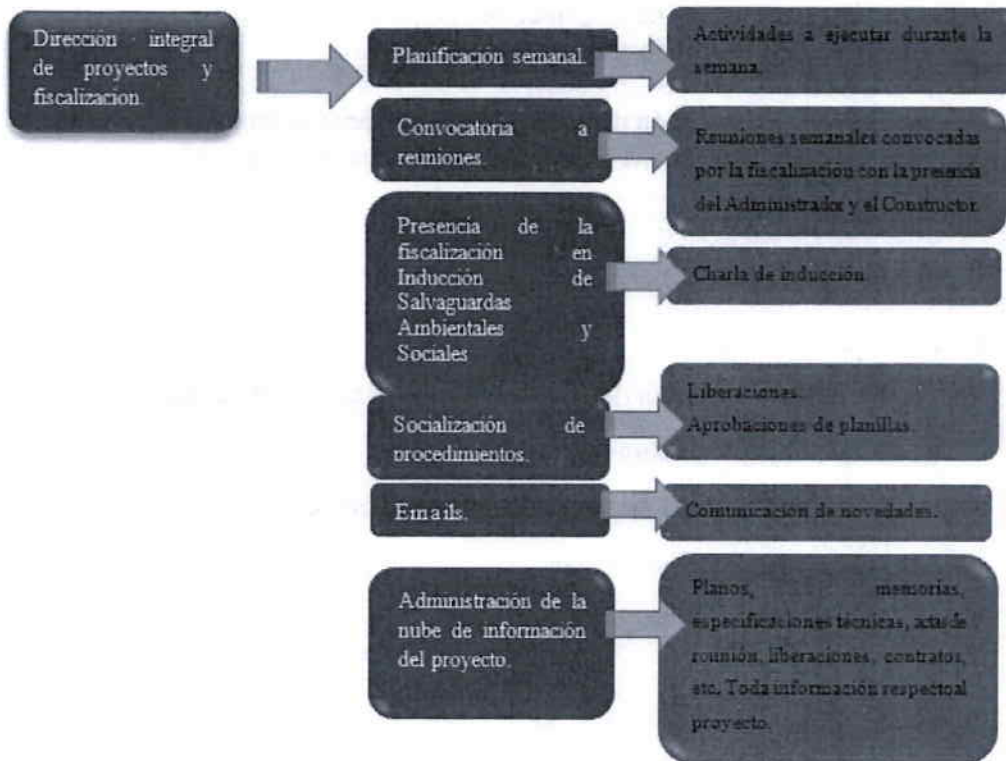 Dirección · integral
de proyectos y
fiscalizacion.
Planificación semanal.
Actividades a ejecutar durante la
semana.
Convocatoria a
reuniones.
Reuniones semanales convocadas
por la fiscalización con la presencia
del Administrador y el Constructor.
Presencia de la
fiscalización en
Inducción de
Salvaguardas
Ambientales y
Sociales
Charla de inducción.
Socialización de
procedimientos.
Liberaciones.
Aprobaciones de planillas.
Emails.
Comunicación de novedades.
Administración de la
nube de información
del proyecto.
Planos, memorias,
especificaciones técnicas, actas de
reunión, liberaciones, contratos,
etc. Toda información respecto al
proyecto.